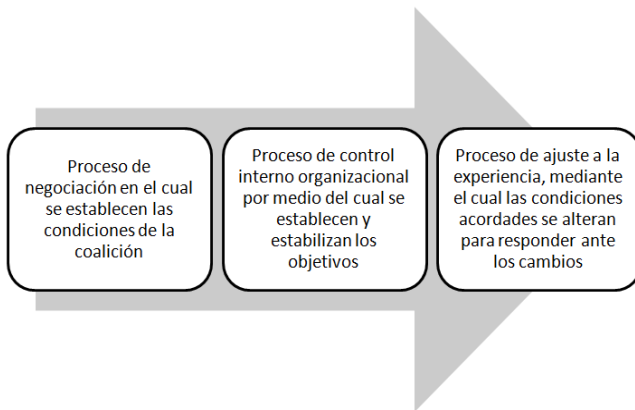 Proceso de
negociación en el cual
se establecen las
condiciones de la
coalición
Proceso de control
interno organizacional
por medio del cual se
establecen y
estabilizan los
objetivos
Proceso de ajuste a la
experiencia, mediante
el cual las condiciones
acordades se alteran
para responder ante
los cambios